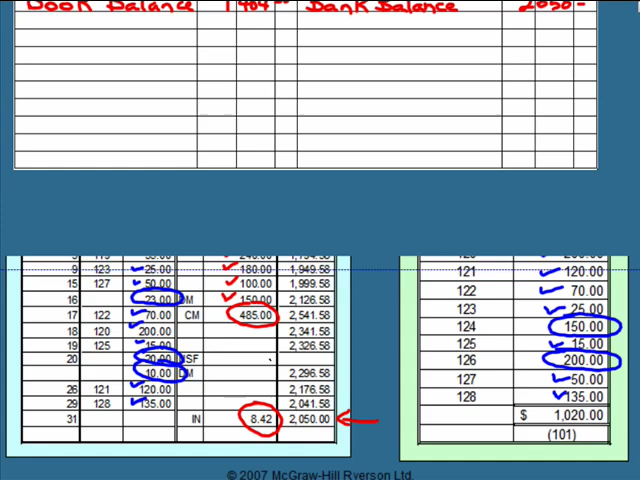 Book Balance 1404 Bank Balance 2050
9 123 25.00 180.00 1,949.58
15 127 50.00 100.00 1,999.58
16 23.00 DM 150.00 2,126.58
17 122 70.00 CM 485.00 2,541.58
18 120 200.00 2,341.58
19 125 15.00 2,326.58
20 20.00 NSF
10.00 2,296.58
26 121 120.00 2,176.58
29 128 135.00 2,041.58
31 IN 8.42 2,050.00
121 120.00
122 70.00
123 25.00
124 150.00
125 15.00
126 200.00
127 50.00
128 135.00
$ 1,020.00
(101)
© 2007 McGraw-Hill Ryerson Ltd.